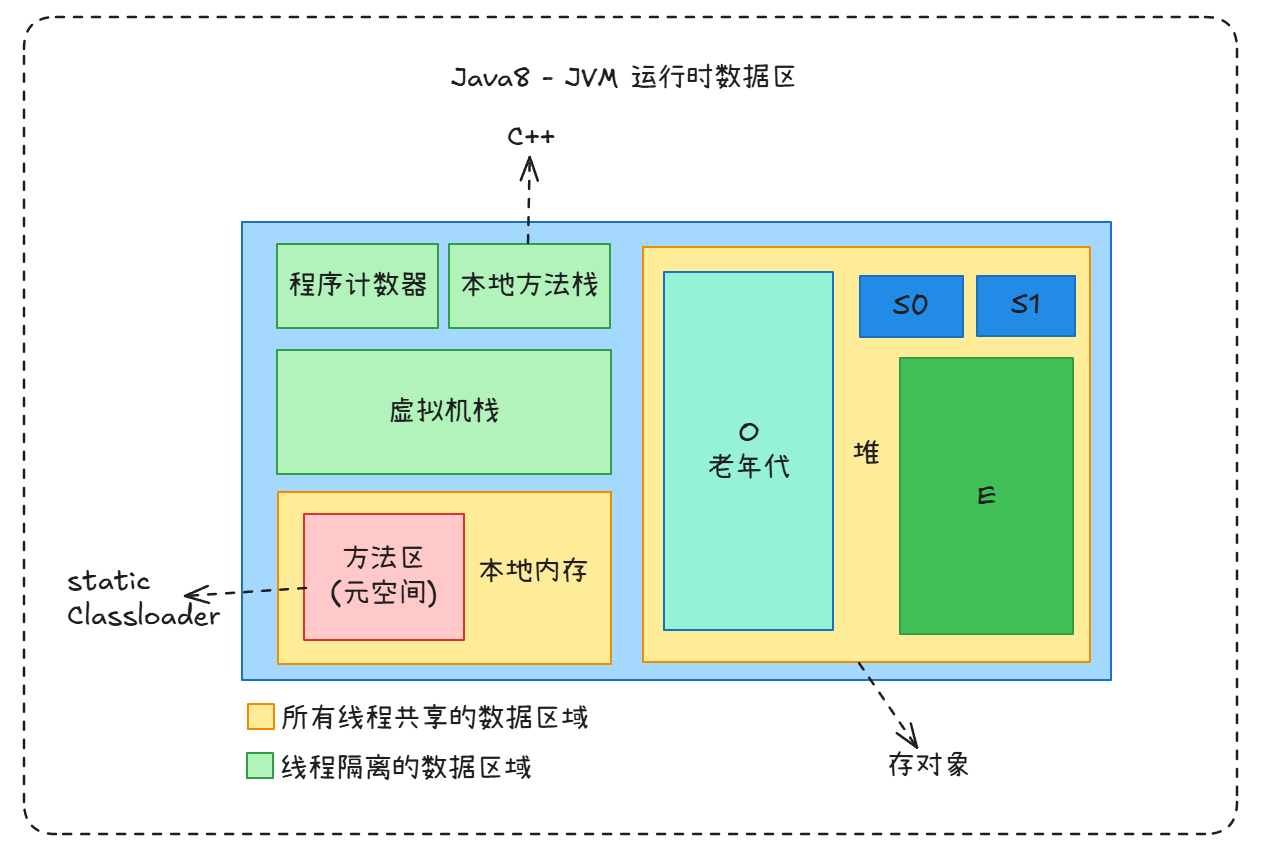 Java8 - JVM 运行时数据区
C++
程序计数器
本地方法栈
虚拟机栈
方法区
(元空间)
本地内存
static
Classloader
O
老年代
堆
S0
S1
E
所有线程共享的数据区域
线程隔离的数据区域
存对象